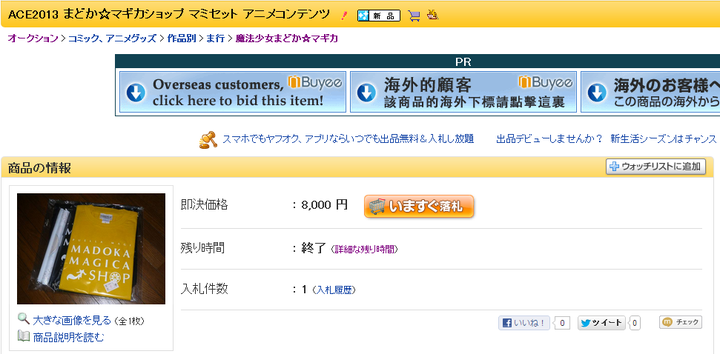 ACE2013 まどか☆マギカショップ マミセット アニメコンテンツ 新品
オークション > コミック、アニメグッズ > 作品別 > ま行 > 魔法少女まどか☆マギカ
PR
Overseas customers, Buyee
click here to bid this item!
海外的顧客 Buyee
該商品的海外下標請點擊這裏
海外のお客様へ
この商品の海外から
スマホでもヤフオク、アプリならいつでも出品無料&入札し放題 出品デビューしませんか? 新生活シーズンはチャンス
商品の情報
ウォッチリストに追加
即決価格 : 8,000 円 いますぐ落札
MADOKA
MAGICA
SHOP
残り時間 : 終了 (詳細な残り時間)
入札件数 : 1 (入札履歴)
大きな画像を見る (全1枚)
商品説明を読む
いいね! 0 ツイート 0 チェック